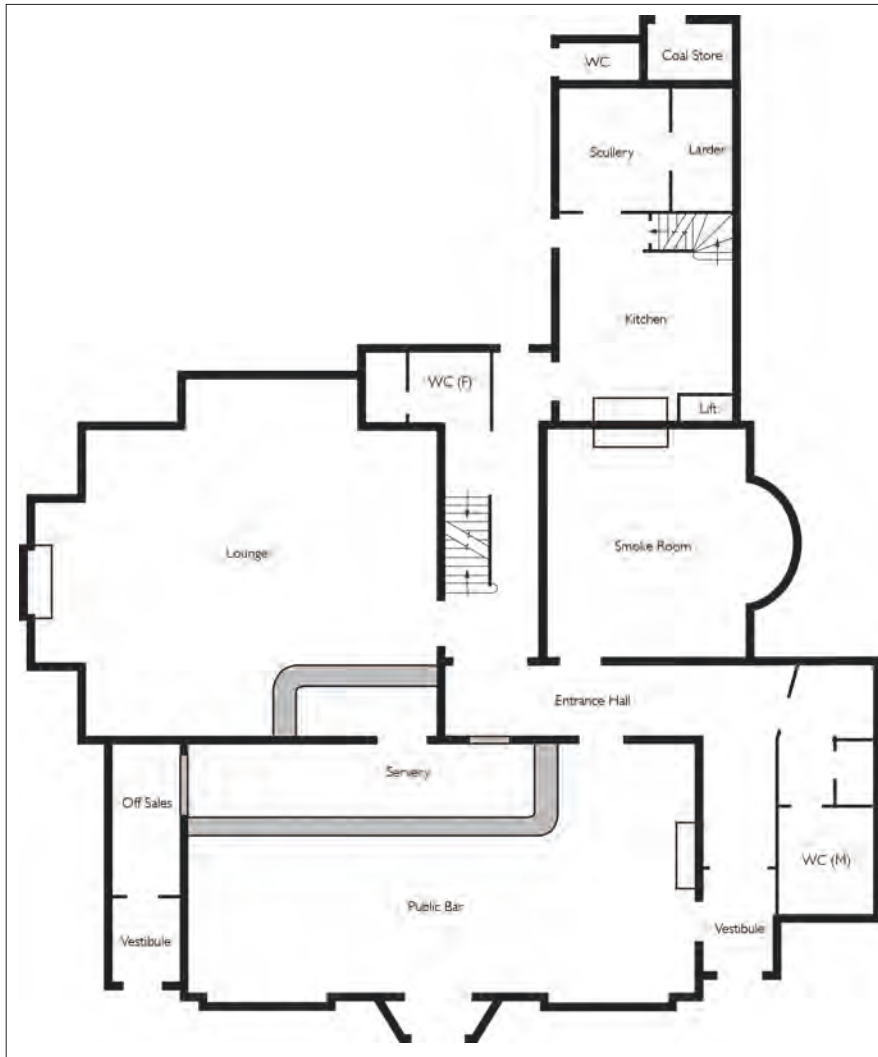 WC
Coal Store
Scullery
Larder
Kitchen
WC (F)
Lift
Lounge
Smoke Room
Entrance Hall
Servery
Off Sales
WC (M)
Public Bar
Vestibule
Vestibule